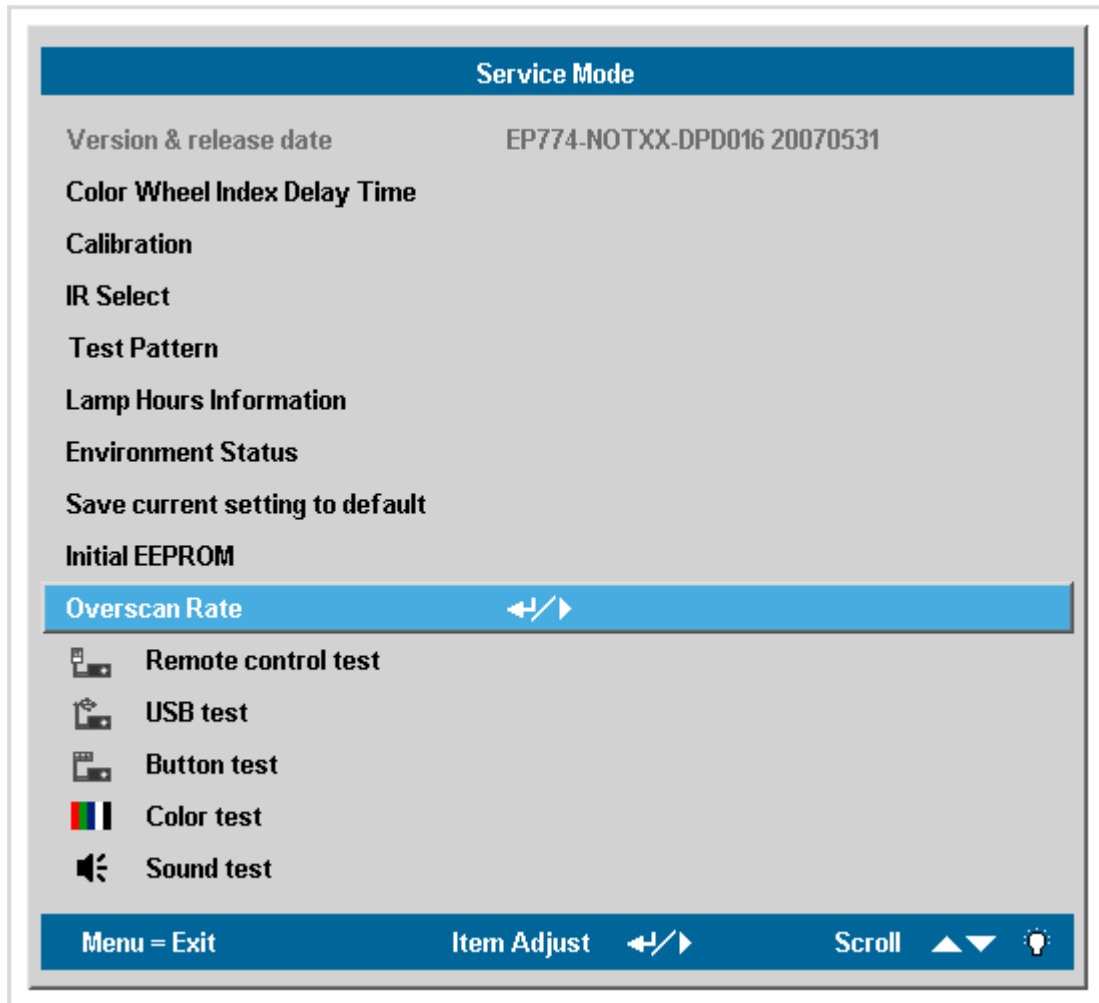 Service Mode
Version & release date EP774-NOTXX-DPD016 20070531
Color Wheel Index Delay Time
Calibration
IR Select
Test Pattern
Lamp Hours Information
Environment Status
Save current setting to default
Initial EEPROM
Overscan Rate
Remote control test
USB test
Button test
Color test
Sound test
Menu = Exit Item Adjust Scroll